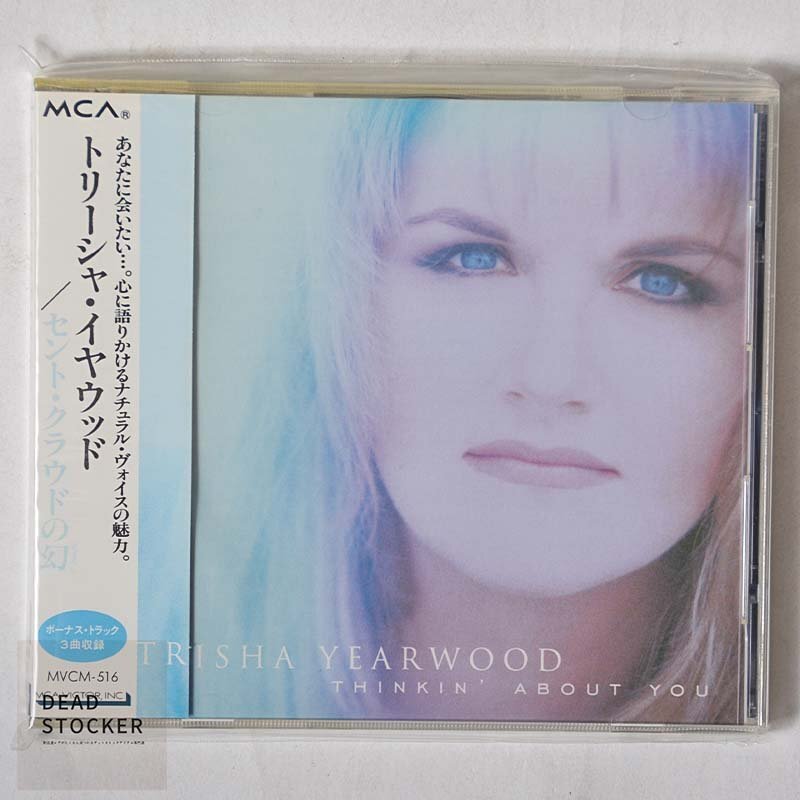 MCA®
あなたに会いたい…。心に語りかけるナチュラル・ヴォイスの魅力。
トリーシャ・イヤウッド
／セント・クラウドの幻
ボーナス・トラック
3曲収録
MVCM-516
MCA VICTOR, INC.
TRISHA YEARWOOD
THINKIN' ABOUT YOU
DEAD
STOCKER